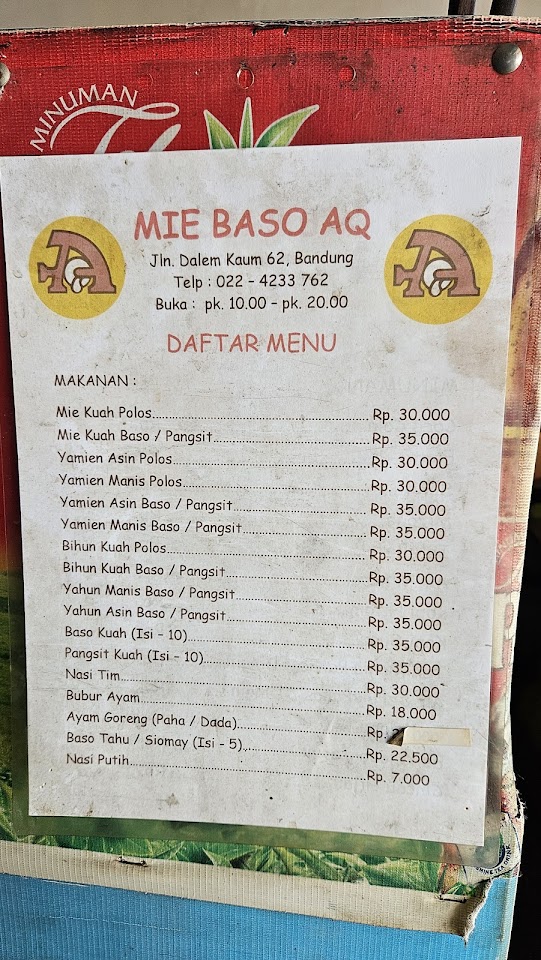 MINUMAN
MIE BASO AQ
Jln. Dalem Kaum 62, Bandung
Telp : 022 - 4233 762
Buka : pk. 10.00 - pk. 20.00
DAFTAR MENU
MAKANAN :
Mie Kuah Polos Rp. 30.000
Mie Kuah Baso / Pangsit Rp. 35.000
Yamien Asin Polos Rp. 30.000
Yamien Manis Polos Rp. 30.000
Yamien Asin Baso / Pangsit Rp. 35.000
Yamien Manis Baso / Pangsit Rp. 35.000
Bihun Kuah Polos Rp. 30.000
Bihun Kuah Baso / Pangsit Rp. 35.000
Yahun Manis Baso / Pangsit Rp. 35.000
Yahun Asin Baso / Pangsit Rp. 35.000
Baso Kuah (Isi - 10) Rp. 35.000
Pangsit Kuah (Isi - 10) Rp. 35.000
Nasi Tim Rp. 30.000
Bubur Ayam Rp. 18.000
Ayam Goreng (Paha / Dada) Rp.
Baso Tahu / Siomay (Isi - 5) Rp. 22.500
Nasi Putih Rp. 7.000